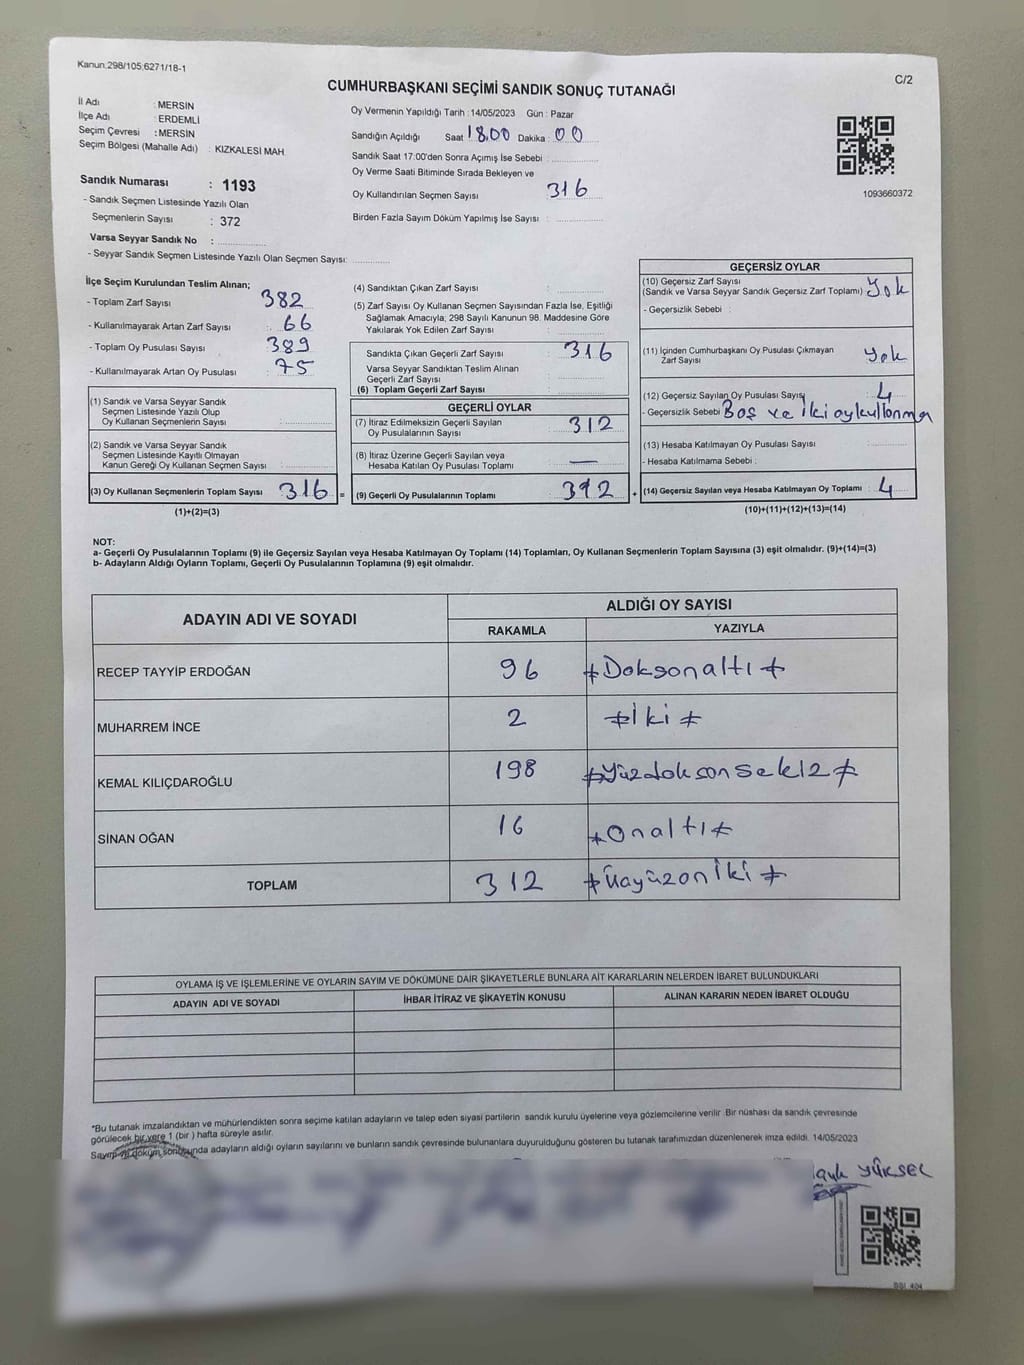 Kanun:298/105;6271/18-1
C/2
CUMHURBAŞKANI SEÇİMİ SANDIK SONUÇ TUTANAĞI
İl Adı : MERSİN
İlçe Adı : ERDEMLİ
Seçim Çevresi : MERSİN
Seçim Bölgesi (Mahalle Adı) : KIZKALESİ MAH.
Oy Vermenin Yapıldığı Tarih : 14/05/2023 Gün : Pazar
Sandığın Açıldığı Saat 18.00 Dakika : 00
Sandık Saat 17:00'den Sonra Açımış İse Sebebi :
Oy Verme Saati Bitiminde Sırada Bekleyen ve
Oy Kullandırılan Seçmen Sayısı 316
Birden Fazla Sayım Döküm Yapılmış İse Sayısı :
1093660372
Sandık Numarası : 1193
- Sandık Seçmen Listesinde Yazılı Olan
Seçmenlerin Sayısı : 372
Varsa Seyyar Sandık No :
- Seyyar Sandık Seçmen Listesinde Yazılı Olan Seçmen Sayısı:
İlçe Seçim Kurulundan Teslim Alınan;
- Toplam Zarf Sayısı 382
- Kullanılmayarak Artan Zarf Sayısı : 66
- Toplam Oy Pusulası Sayısı : 389
- Kullanılmayarak Artan Oy Pusulası : 75
(1) Sandık ve Varsa Seyyar Sandık
Seçmen Listesinde Yazılı Olup
Oy Kullanan Seçmenlerin Sayısı :
(2) Sandık ve Varsa Seyyar Sandık
Seçmen Listesinde Kayıtlı Olmayan
Kanun Gereği Oy Kullanan Seçmen Sayısı :
(3) Oy Kullanan Seçmenlerin Toplam Sayısı : 316 =
(1)+(2)=(3)
(4) Sandıktan Çıkan Zarf Sayısı :
(5) Zarf Sayısı Oy Kullanan Seçmen Sayısından Fazla İse, Eşitliği
Sağlamak Amacıyla; 298 Sayılı Kanunun 98. Maddesine Göre
Yakılarak Yok Edilen Zarf Sayısı :
Sandıkta Çıkan Geçerli Zarf Sayısı : 316
Varsa Seyyar Sandıktan Teslim Alınan
Geçerli Zarf Sayısı :
(6) Toplam Geçerli Zarf Sayısı :
GEÇERLİ OYLAR
(7) İtiraz Edilmeksizin Geçerli Sayılan
Oy Pusulalarının Sayısı : 312
(8) İtiraz Üzerine Geçerli Sayılan veya
Hesaba Katılan Oy Pusulası Toplamı : —
(9) Geçerli Oy Pusulalarının Toplamı : 312 +
GEÇERSİZ OYLAR
(10) Geçersiz Zarf Sayısı
(Sandık ve Varsa Seyyar Sandık Geçersiz Zarf Toplamı) : Yok
- Geçersizlik Sebebi :
(11) İçinden Cumhurbaşkanı Oy Pusulası Çıkmayan
Zarf Sayısı Yok
(12) Geçersiz Sayılan Oy Pusulası Sayısı : 4
- Geçersizlik Sebebi Boş ve iki oy kullonma
(13) Hesaba Katılmayan Oy Pusulası Sayısı :
- Hesaba Katılmama Sebebi :
(14) Geçersiz Sayılan veya Hesaba Katılmayan Oy Toplamı : 4
(10)+(11)+(12)+(13)=(14)
NOT:
a- Geçerli Oy Pusulalarının Toplamı (9) ile Geçersiz Sayılan veya Hesaba Katılmayan Oy Toplamı (14) Toplamları, Oy Kullanan Seçmenlerin Toplam Sayısına (3) eşit olmalıdır. (9)+(14)=(3)
b- Adayların Aldığı Oyların Toplamı, Geçerli Oy Pusulalarının Toplamına (9) eşit olmalıdır.
ADAYIN ADI VE SOYADI ALDIĞI OY SAYISI
RAKAMLA YAZIYLA
RECEP TAYYİP ERDOĞAN 96 Doksonaltı
MUHARREM İNCE 2 İki
KEMAL KILIÇDAROĞLU 198 Yüzdoksonsekiz
SİNAN OĞAN 16 Onaltı
TOPLAM 312 Üçyüzoniki
OYLAMA İŞ VE İŞLEMLERİNE VE OYLARIN SAYIM VE DÖKÜMÜNE DAİR ŞİKAYETLERLE BUNLARA AİT KARARLARIN NELERDEN İBARET BULUNDUKLARI
ADAYIN ADI VE SOYADI İHBAR İTİRAZ VE ŞİKAYETİN KONUSU ALINAN KARARIN NEDEN İBARET OLDUĞU
*Bu tutanak imzalandıktan ve mühürlendikten sonra seçime katılan adayların ve talep eden siyasi partilerin sandık kurulu üyelerine veya gözlemcilerine verilir. Bir nüshası da sandık çevresinde
görülecek bir yere 1 (bir ) hafta süreyle asılır.
Sayım ve döküm sonucunda adayların aldığı oyların sayılarını ve bunların sandık çevresinde bulunanlara duyurulduğunu gösteren bu tutanak tarafımızdan düzenlenerek imza edildi. 14/05/2023
YÜKSEL